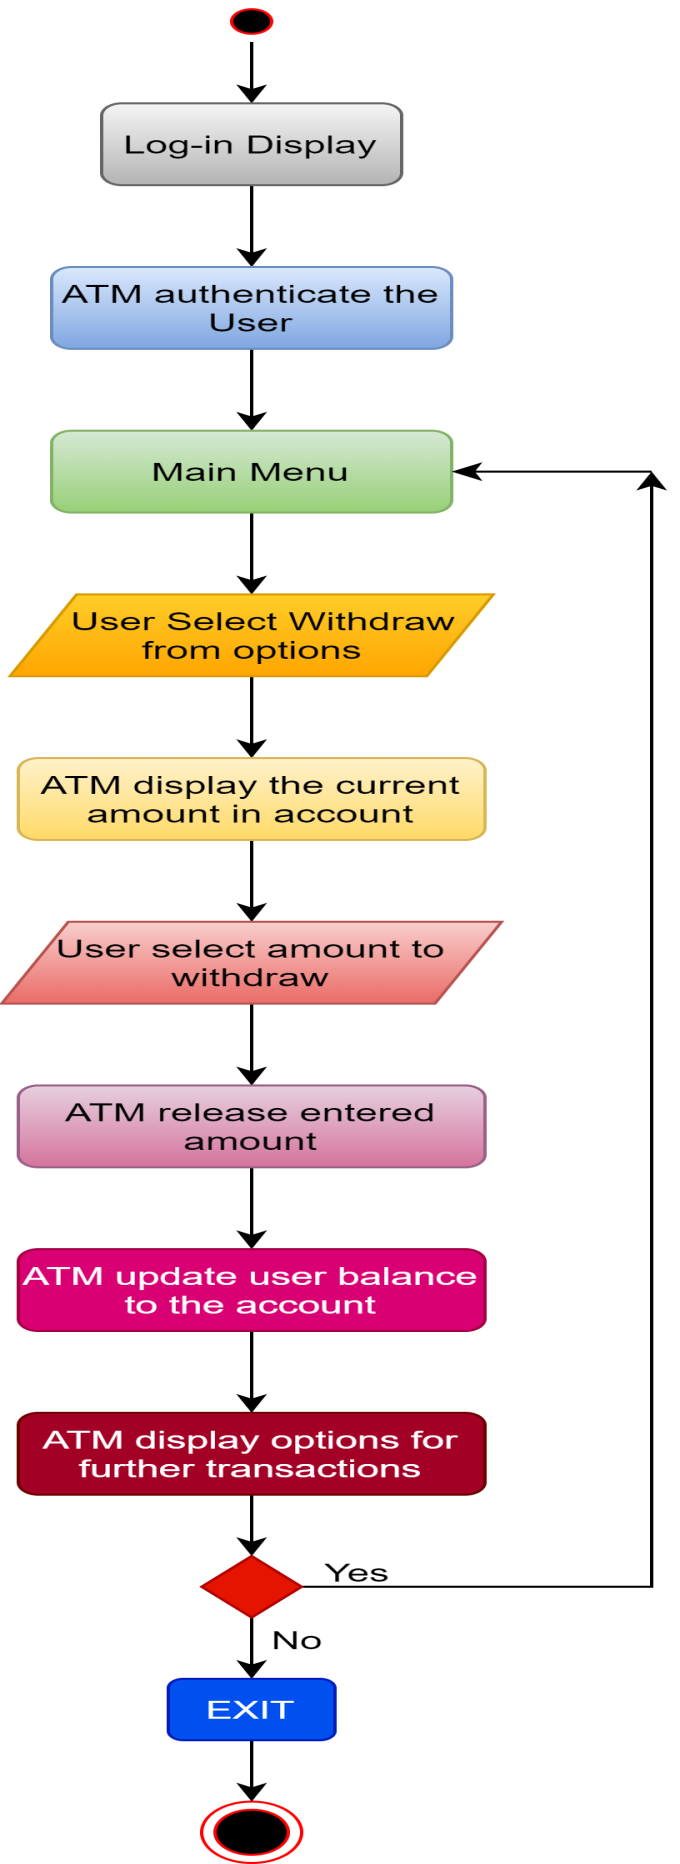 Log-in Display
ATM authenticate the
User
Main Menu
User Select Withdraw
from options
ATM display the current
amount in account
User select amount to
withdraw
ATM release entered
amount
ATM update user balance
to the account
ATM display options for
further transactions
Yes
No
EXIT